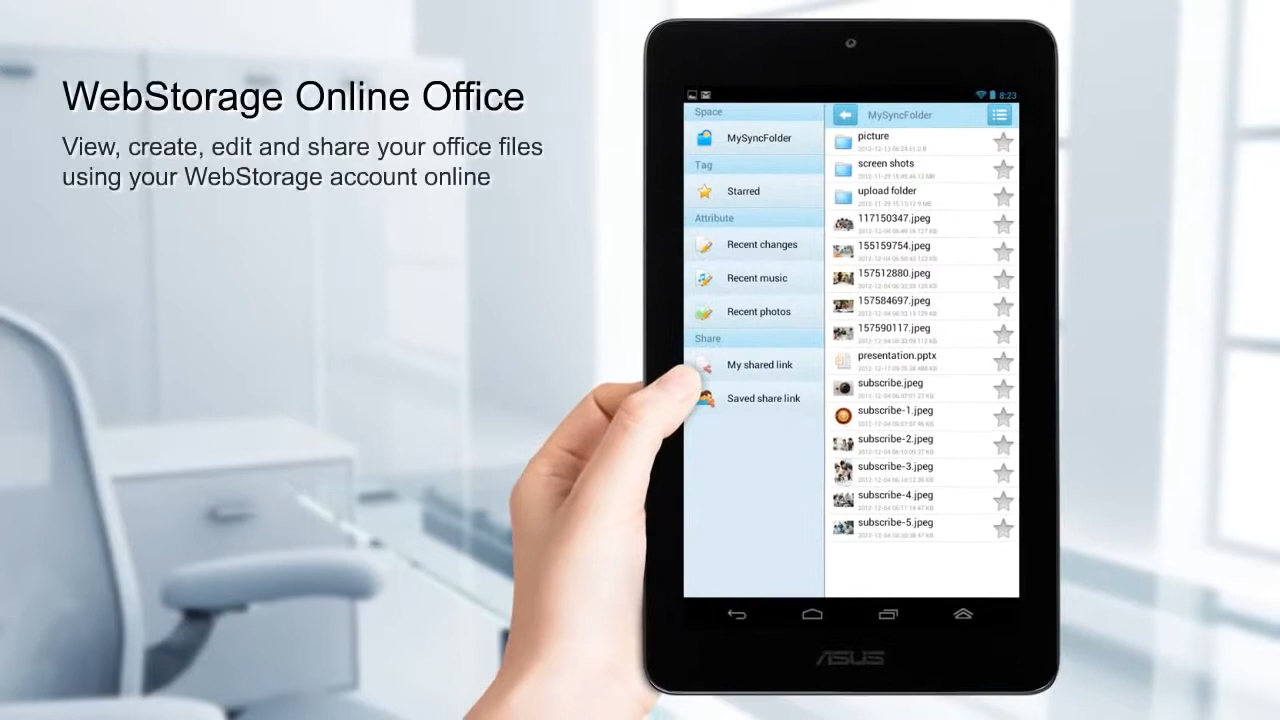 WebStorage Online Office
View, create, edit and share your office files
using your WebStorage account online
8:23
Space
MySyncFolder
Tag
Starred
Attribute
Recent changes
Recent music
Recent photos
Share
My shared link
Saved share link
MySyncFolder
picture
screen shots
upload folder
117150347.jpeg
155159754.jpeg
157512880.jpeg
157584697.jpeg
157590117.jpeg
presentation.pptx
subscribe.jpeg
subscribe-1.jpeg
subscribe-2.jpeg
subscribe-3.jpeg
subscribe-4.jpeg
subscribe-5.jpeg
ASUS